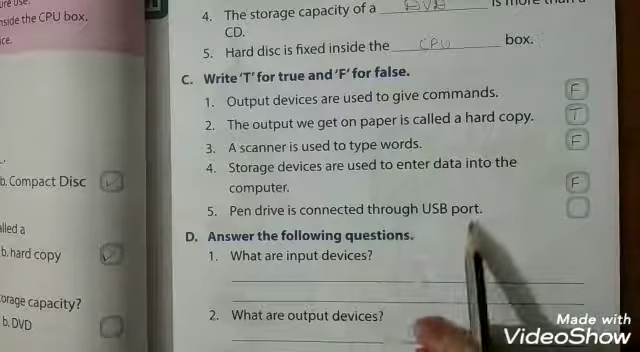 inside the CPU box.
4. The storage capacity of a DVD is more than a
CD.
5. Hard disc is fixed inside the CPU box.
C. Write 'T' for true and 'F' for false.
1. Output devices are used to give commands. F
2. The output we get on paper is called a hard copy. T
3. A scanner is used to type words. F
4. Storage devices are used to enter data into the
computer. F
5. Pen drive is connected through USB port.
D. Answer the following questions.
1. What are input devices?
2. What are output devices?
b. Compact Disc ✓
b. hard copy ✓
orage capacity?
b. DVD
Made with
VideoShow